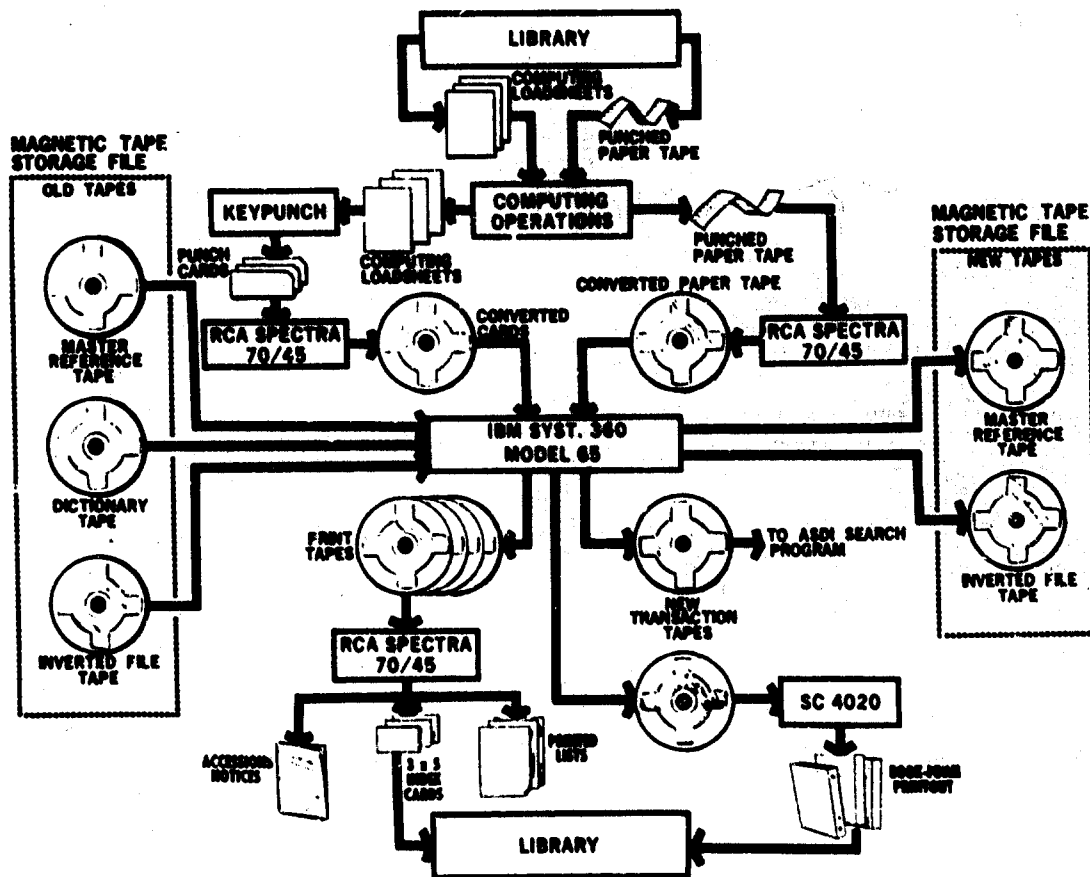 LIBRARY
COMPUTING
LOADSHEETS
PUNCHED
PAPER TAPE
MAGNETIC TAPE
STORAGE FILE
OLD TAPES
KEYPUNCH
COMPUTING
OPERATIONS
PUNCH
CARDS
COMPUTING
LOADSHEETS
PUNCHED
PAPER TAPE
MAGNETIC TAPE
STORAGE FILE
NEW TAPES
CONVERTED PAPER TAPE
CONVERTED
CARDS
RCA SPECTRA
70/45
RCA SPECTRA
70/45
MASTER
REFERENCE
TAPE
IBM SYST. 360
MODEL 65
MASTER
REFERENCE
TAPE
DICTIONARY
TAPE
PRINT
TAPES
TO ASDI SEARCH
PROGRAM
NEW
TRANSACTION
TAPES
INVERTED FILE
TAPE
INVERTED FILE
TAPE
RCA SPECTRA
70/45
SC 4020
ACCESSIONS
NOTICES
3 x 5
INDEX
CARDS
PRINTED
LISTS
BOOK-FORM
PRINTOUT
LIBRARY